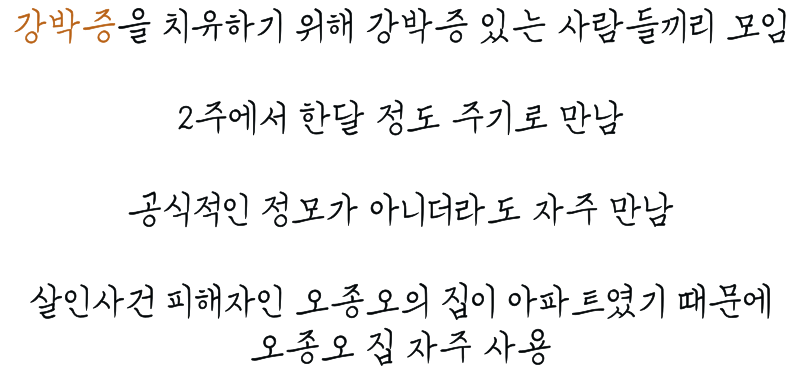 강박증을 치유하기 위해 강박증 있는 사람들끼리 모임
2주에서 한달 정도 주기로 만남
공식적인 정모가 아니더라도 자주 만남
살인사건 피해자인 오종오의 집이 아파트였기 때문에
오종오 집 자주 사용